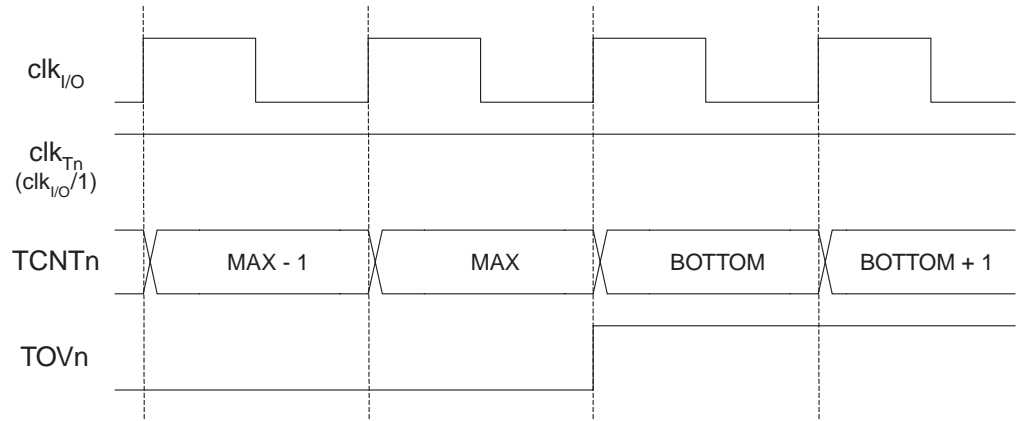 clkI/O
clkTn
(clkI/O/1)
TCNTn MAX - 1 MAX BOTTOM BOTTOM + 1
TOVn